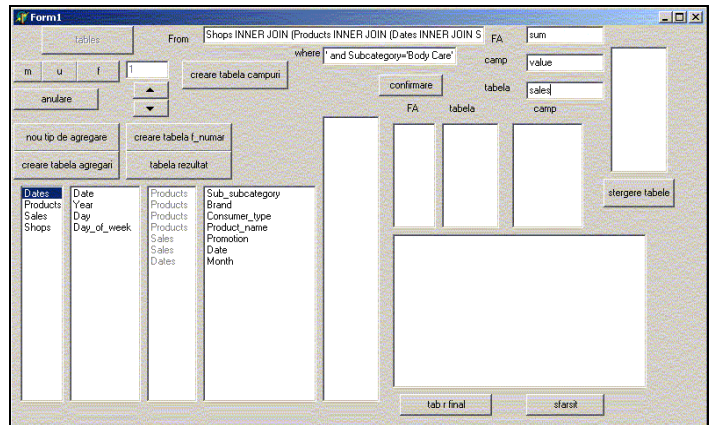 Form1
tables
From
Shops INNER JOIN (Products INNER JOIN (Dates INNER JOIN S
FA
sum
where
' and Subcategory='Body Care'
camp
value
m u f
1
creare tabela campuri
confirmare
tabela
sales
anulare
FA tabela camp
nou tip de agregare
creare tabela f_numar
creare tabela agregari
tabela rezultat
stergere tabele
Dates
Products
Sales
Shops
Date
Year
Day
Day_of_week
Products
Products
Products
Products
Sales
Sales
Dates
Sub_subcategory
Brand
Consumer_type
Product_name
Promotion
Date
Month
tab r final
sfarsit